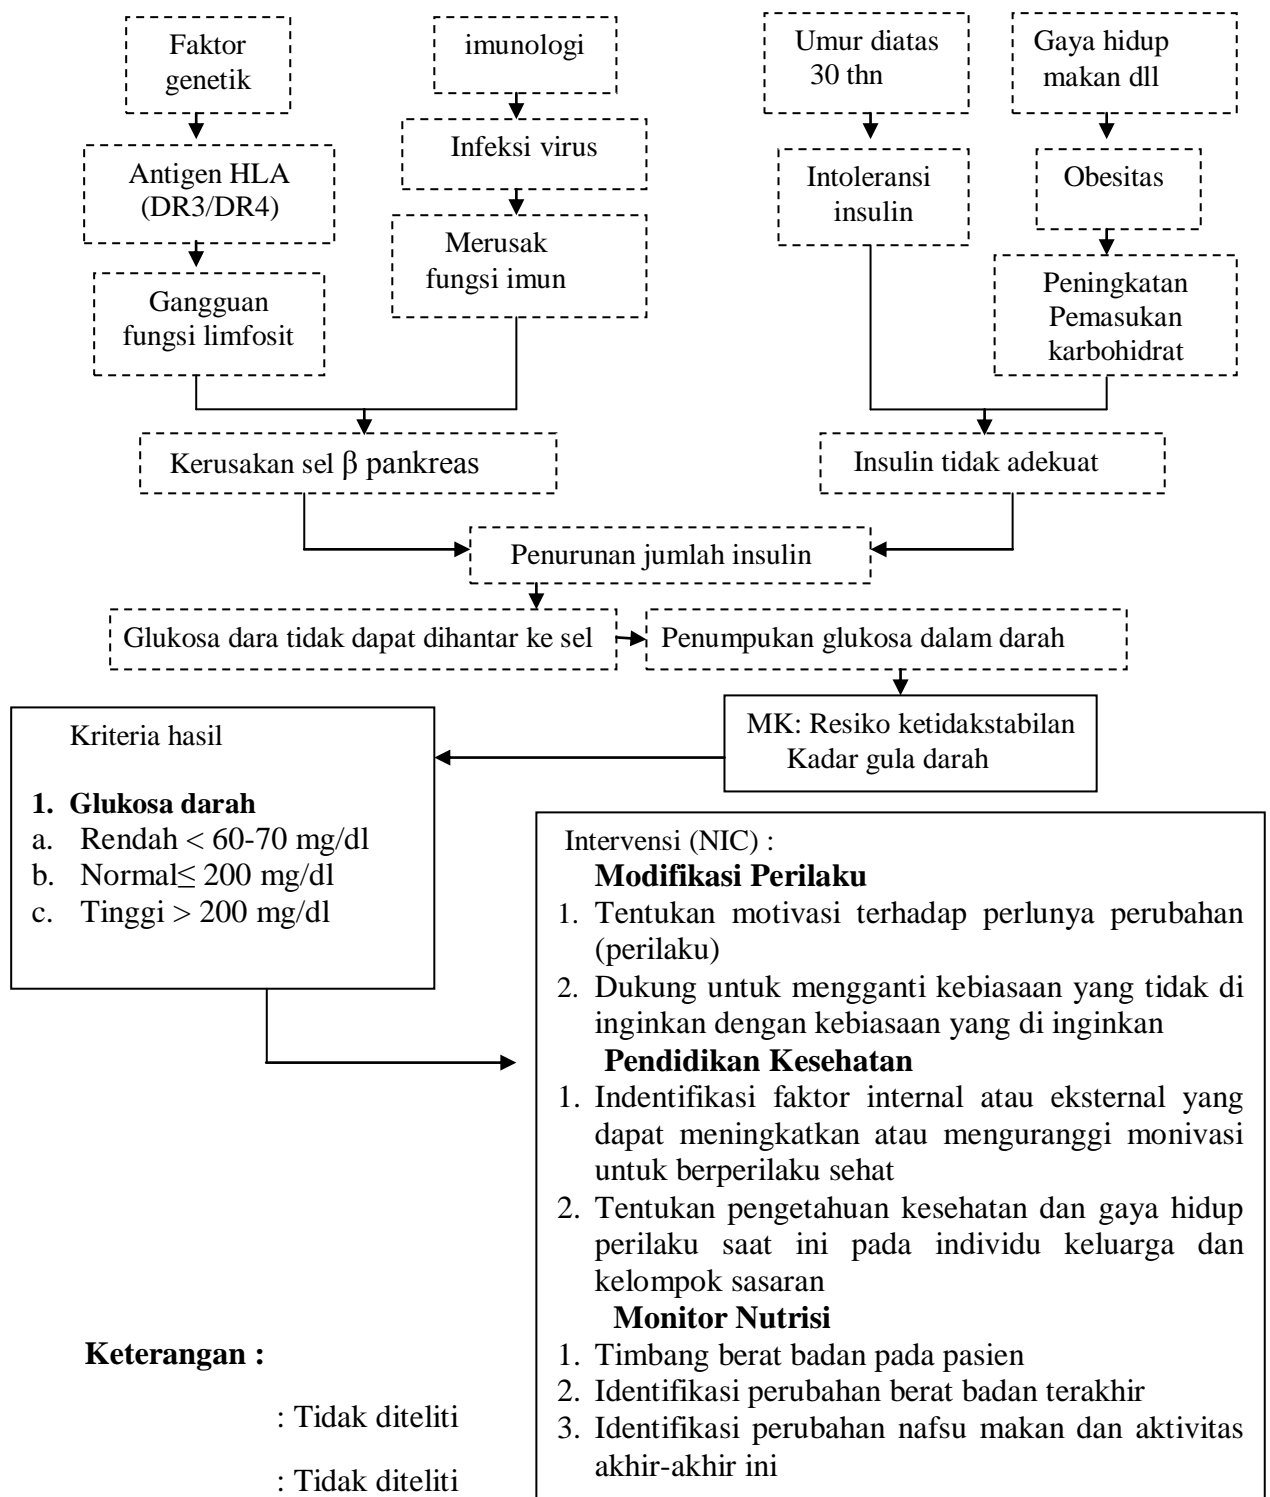 Faktor
genetik
imunologi
Umur diatas
30 thn
Gaya hidup
makan dll
Antigen HLA
(DR3/DR4)
Infeksi virus
Intoleransi
insulin
Obesitas
Gangguan
fungsi limfosit
Merusak
fungsi imun
Peningkatan
Pemasukan
karbohidrat
Kerusakan sel β pankreas
Insulin tidak adekuat
Penurunan jumlah insulin
Glukosa dara tidak dapat dihantar ke sel
Penumpukan glukosa dalam darah
MK: Resiko ketidakstabilan
Kadar gula darah
Kriteria hasil
1. Glukosa darah
a. Rendah < 60-70 mg/dl
b. Normal≤ 200 mg/dl
c. Tinggi > 200 mg/dl
Intervensi (NIC) :
Modifikasi Perilaku
1. Tentukan motivasi terhadap perlunya perubahan
(perilaku)
2. Dukung untuk mengganti kebiasaan yang tidak di
inginkan dengan kebiasaan yang di inginkan
Pendidikan Kesehatan
1. Indentifikasi faktor internal atau eksternal yang
dapat meningkatkan atau menguranggi monivasi
untuk berperilaku sehat
2. Tentukan pengetahuan kesehatan dan gaya hidup
perilaku saat ini pada individu keluarga dan
kelompok sasaran
Monitor Nutrisi
1. Timbang berat badan pada pasien
2. Identifikasi perubahan berat badan terakhir
3. Identifikasi perubahan nafsu makan dan aktivitas
akhir-akhir ini
Keterangan :
: Tidak diteliti
: Tidak diteliti